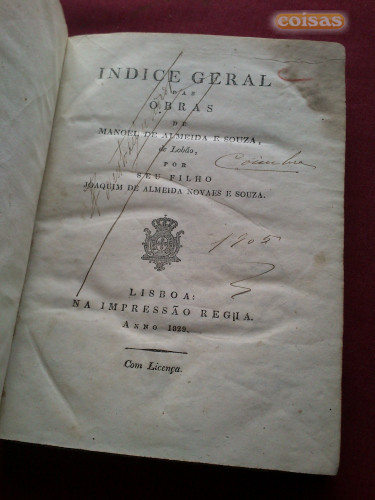 coisas
INDICE GERAL
DAS
OBRAS
DE
MANOEL DE ALMEIDA E SOUZA,
de Lobão,
POR
SEU FILHO
JOAQUIM DE ALMEIDA NOVAES E SOUZA.
Coimbra
1905
LISBOA:
NA IMPRESSÃO REGIA.
ANNO 1829.
Com Licença.